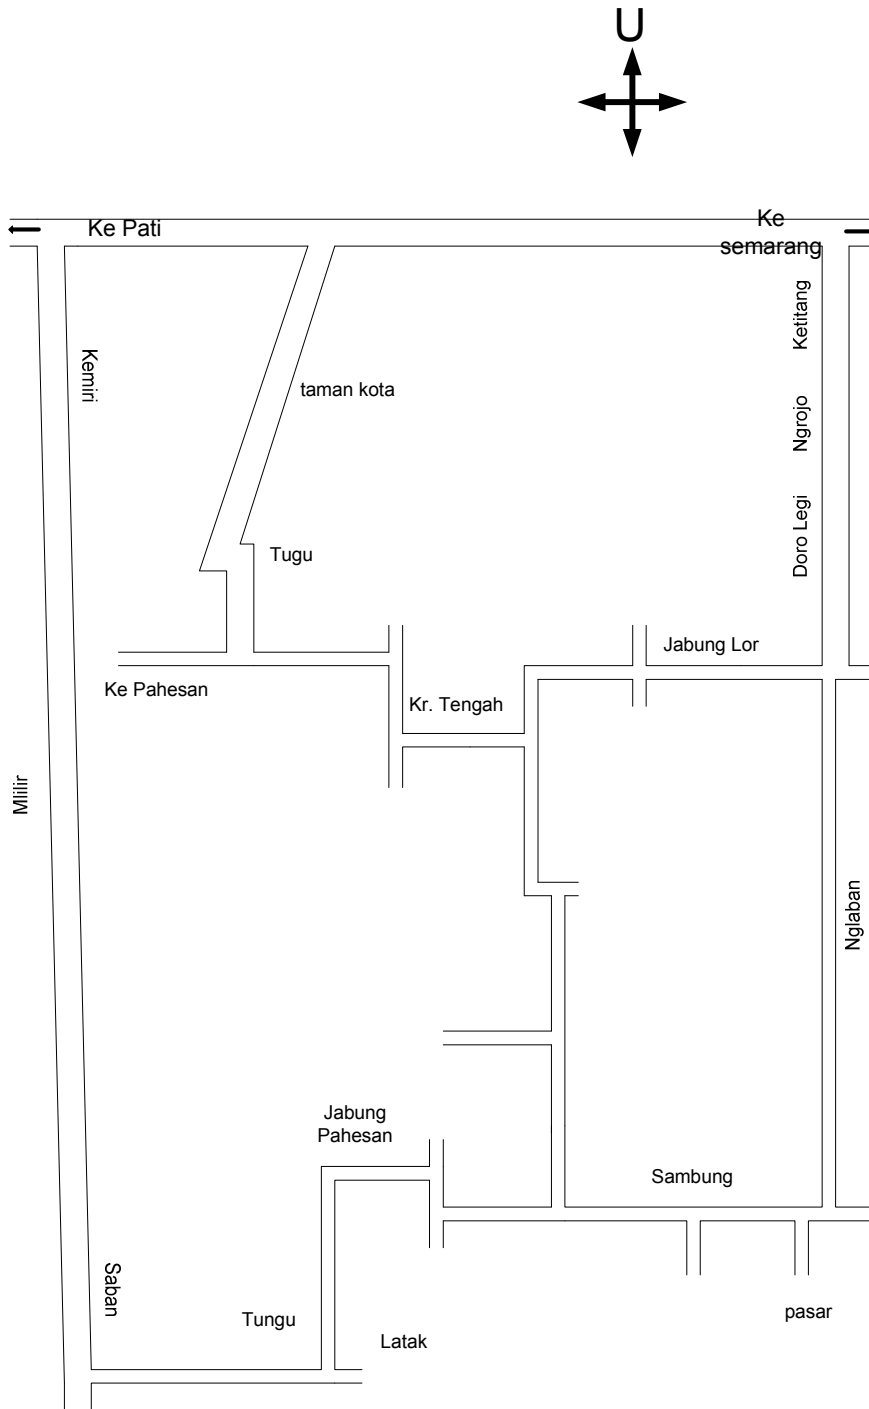 U
Ke Pati
Ke
semarang
Ketitang
Kemiri
taman kota
Ngrojo
Doro Legi
Tugu
Jabung Lor
Ke Pahesan
Kr. Tengah
Mlilir
Nglaban
Jabung
Pahesan
Sambung
Saban
Tungu
pasar
Latak